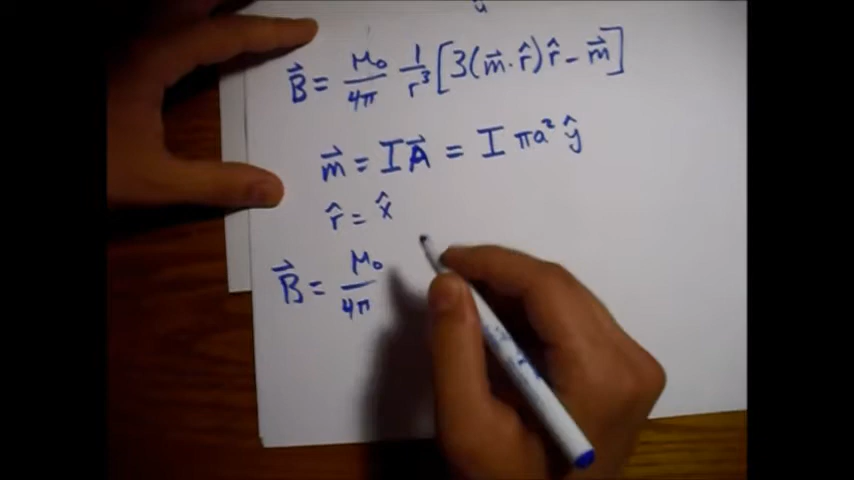 B⃗ = μ₀/4π 1/r³ [3(m⃗·r̂)r̂ - m⃗]
m⃗ = IA⃗ = I πa² ŷ
r̂ = x̂
B⃗ = μ₀/4π